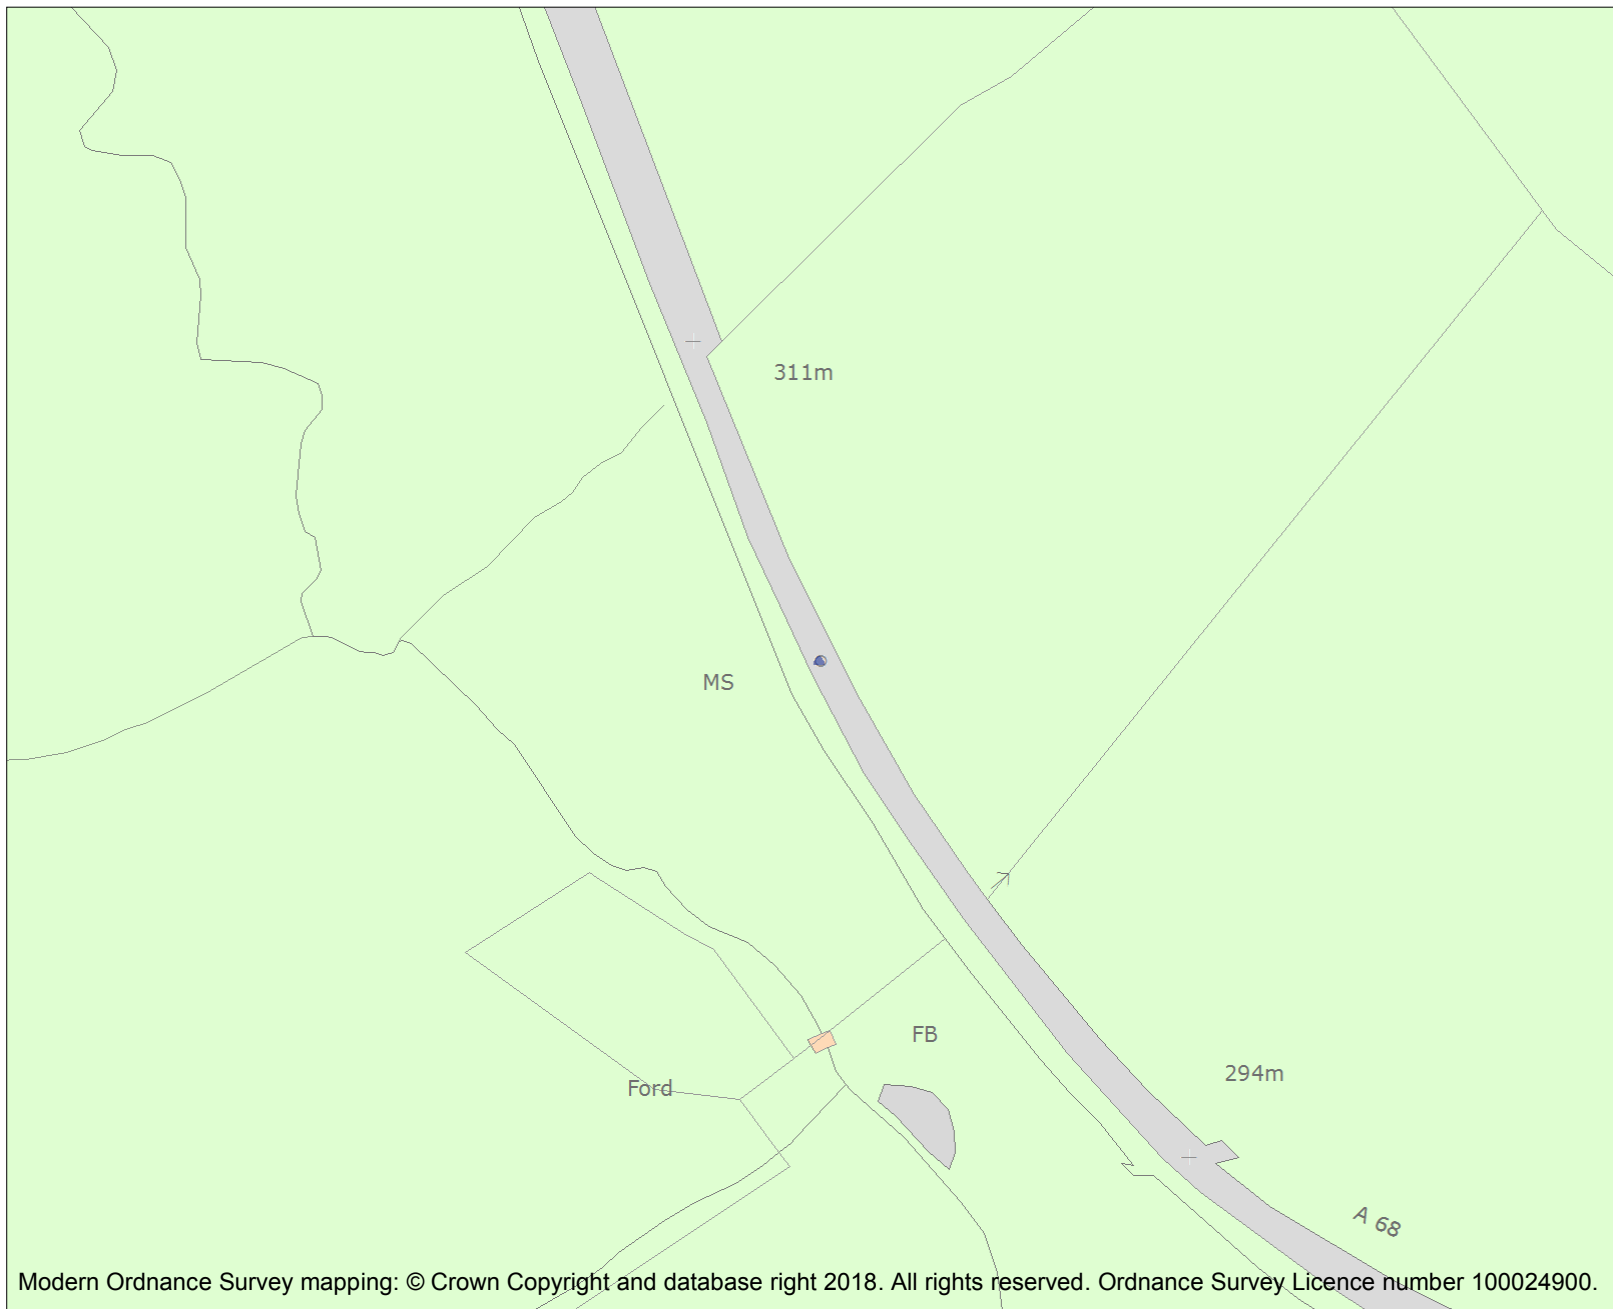 311m
MS
FB
294m
Ford
A 68
Modern Ordnance Survey mapping: © Crown Copyright and database right 2018. All rights reserved. Ordnance Survey Licence number 100024900.